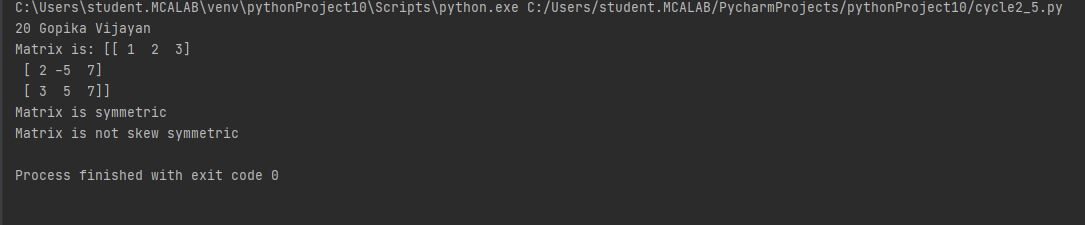 C:\Users\student.MCALAB\venv\pythonProject10\Scripts\python.exe C:/Users/student.MCALAB/PycharmProjects/pythonProject10/cycle2_5.py
20 Gopika Vijayan
Matrix is: [[ 1  2  3]
 [ 2 -5  7]
 [ 3  5  7]]
Matrix is symmetric
Matrix is not skew symmetric
Process finished with exit code 0